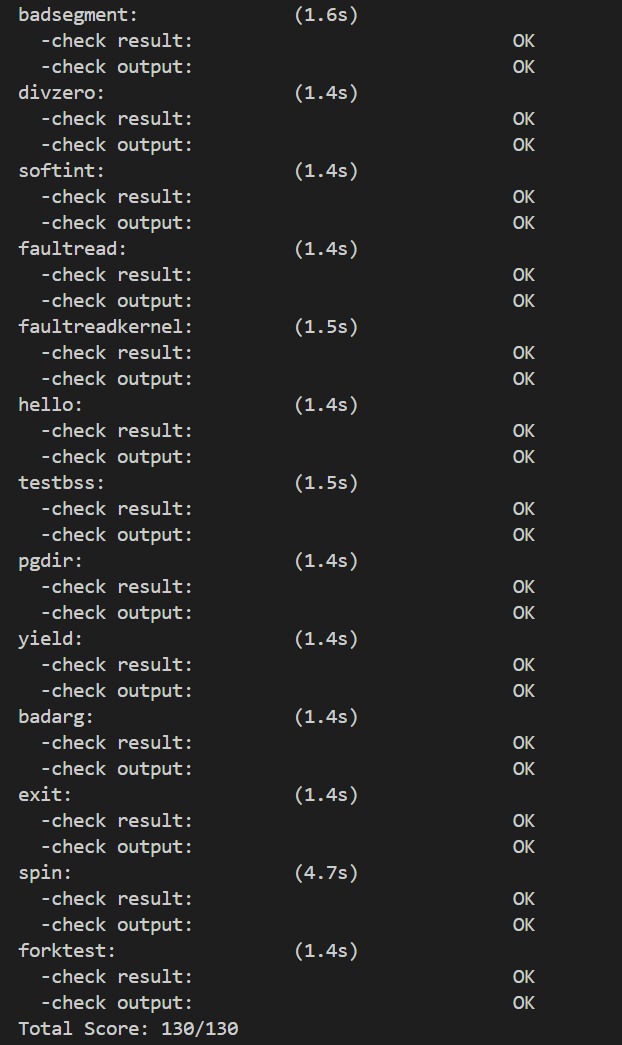 badsegment: (1.6s)
-check result: OK
-check output: OK
divzero: (1.4s)
-check result: OK
-check output: OK
softint: (1.4s)
-check result: OK
-check output: OK
faultread: (1.4s)
-check result: OK
-check output: OK
faultreadkernel: (1.5s)
-check result: OK
-check output: OK
hello: (1.4s)
-check result: OK
-check output: OK
testbss: (1.5s)
-check result: OK
-check output: OK
pgdir: (1.4s)
-check result: OK
-check output: OK
yield: (1.4s)
-check result: OK
-check output: OK
badarg: (1.4s)
-check result: OK
-check output: OK
exit: (1.4s)
-check result: OK
-check output: OK
spin: (4.7s)
-check result: OK
-check output: OK
forktest: (1.4s)
-check result: OK
-check output: OK
Total Score: 130/130